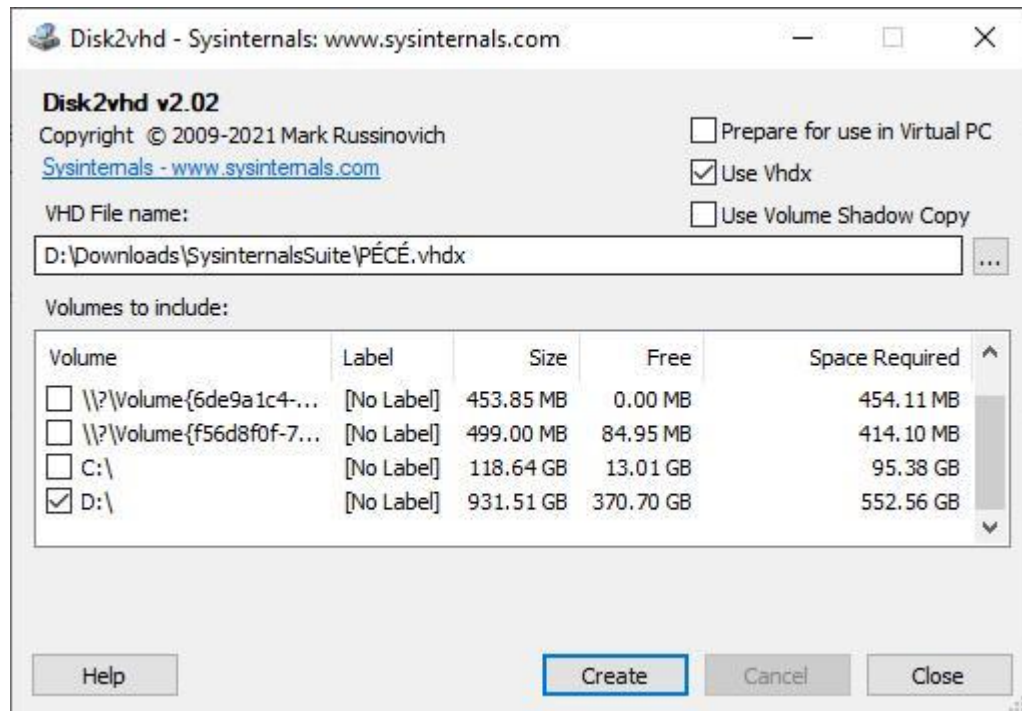 Disk2vhd - Sysinternals: www.sysinternals.com
Disk2vhd v2.02
Copyright © 2009-2021 Mark Russinovich
Sysinternals - www.sysinternals.com
Prepare for use in Virtual PC
Use Vhdx
Use Volume Shadow Copy
VHD File name:
D:\Downloads\SysinternalsSuite\PÉCÉ.vhdx
...
Volumes to include:
Volume Label Size Free Space Required
\\?\Volume{6de9a1c4-... [No Label] 453.85 MB 0.00 MB 454.11 MB
\\?\Volume{f56d8f0f-7... [No Label] 499.00 MB 84.95 MB 414.10 MB
C:\ [No Label] 118.64 GB 13.01 GB 95.38 GB
D:\ [No Label] 931.51 GB 370.70 GB 552.56 GB
Help Create Cancel Close